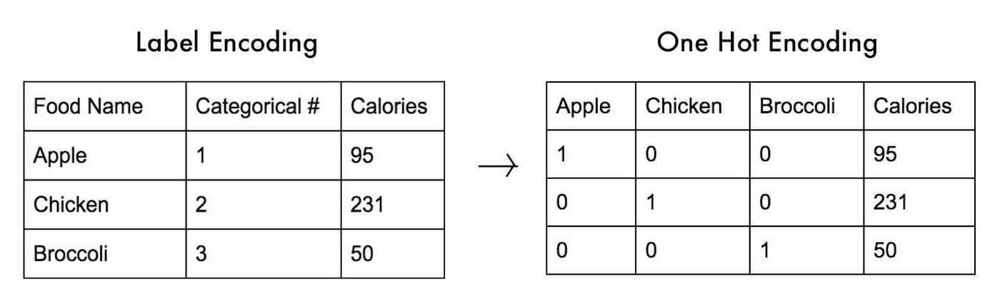 Label Encoding
Food Name Categorical # Calories
Apple 1 95
Chicken 2 231
Broccoli 3 50
One Hot Encoding
Apple Chicken Broccoli Calories
1 0 0 95
0 1 0 231
0 0 1 50